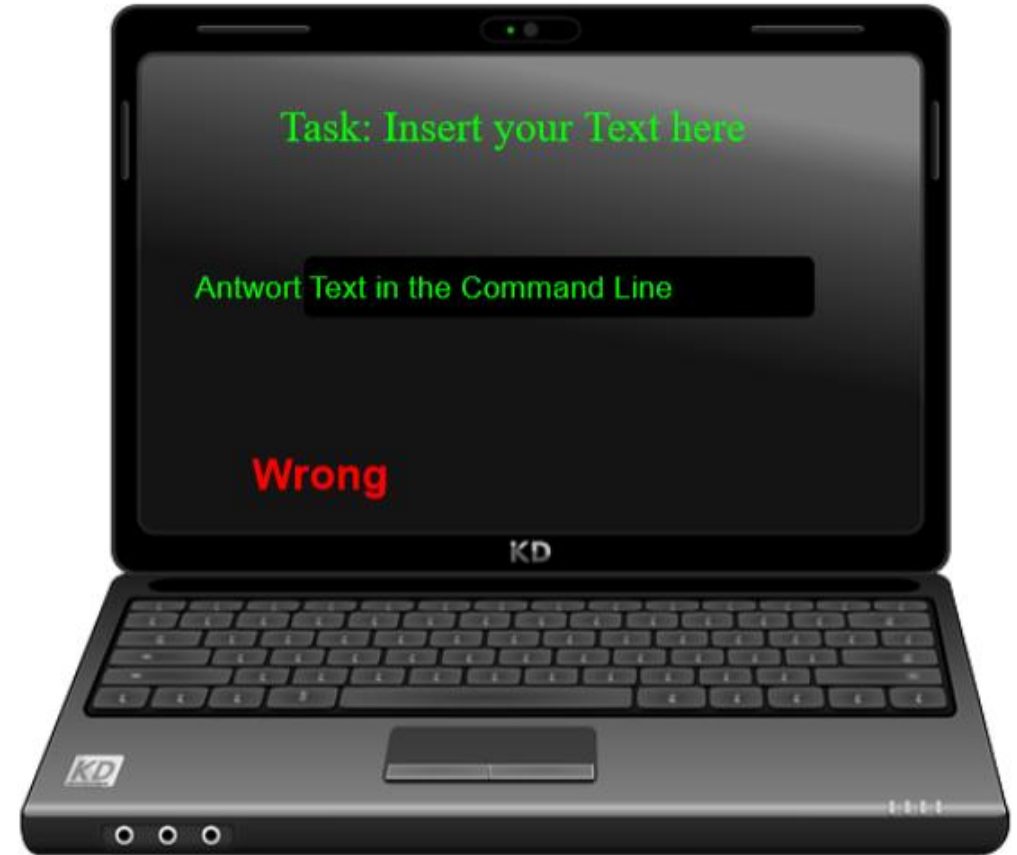 Task: Insert your Text here
Antwort Text in the Command Line
Wrong
KD
KD